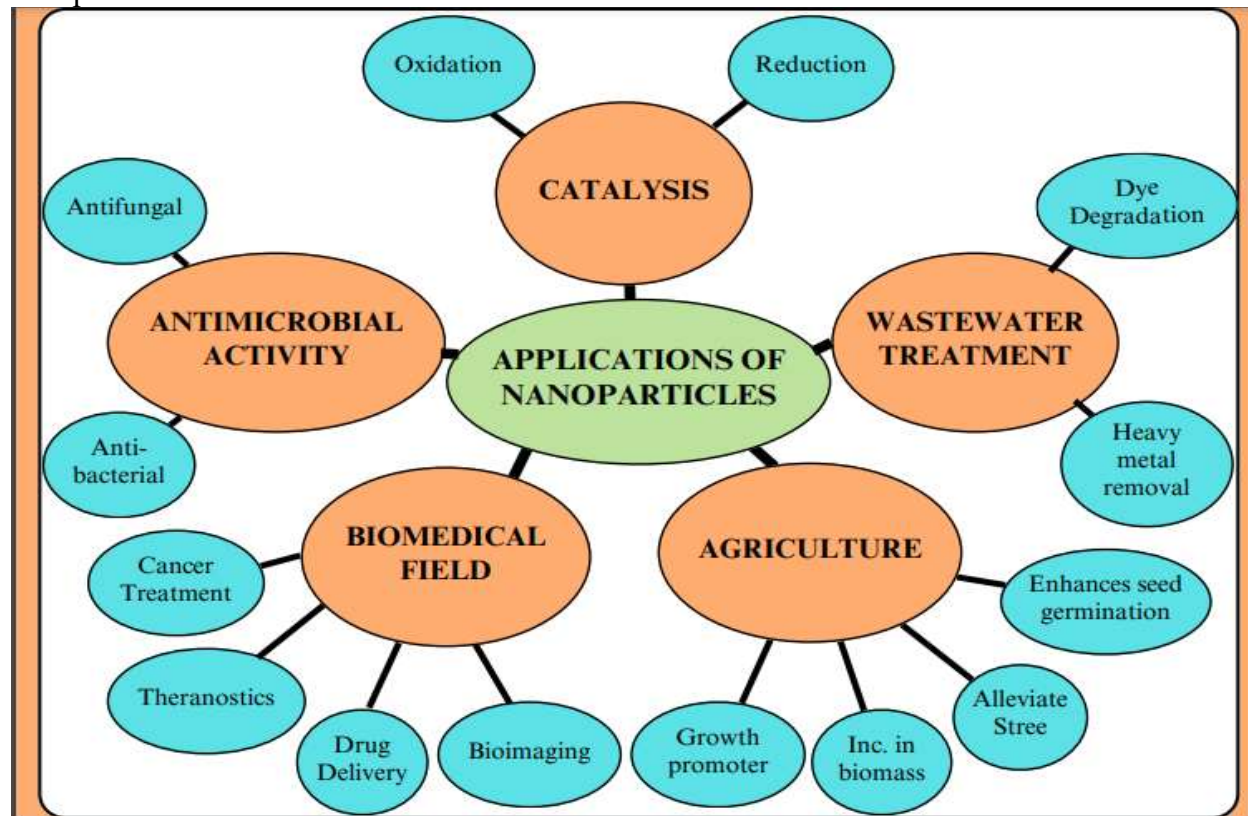 Oxidation
Reduction
CATALYSIS
Antifungal
Dye
Degradation
ANTIMICROBIAL
ACTIVITY
WASTEWATER
TREATMENT
APPLICATIONS OF
NANOPARTICLES
Anti-
bacterial
Heavy
metal
removal
BIOMEDICAL
FIELD
AGRICULTURE
Cancer
Treatment
Enhances seed
germination
Theranostics
Drug
Delivery
Bioimaging
Growth
promoter
Inc. in
biomass
Alleviate
Stree